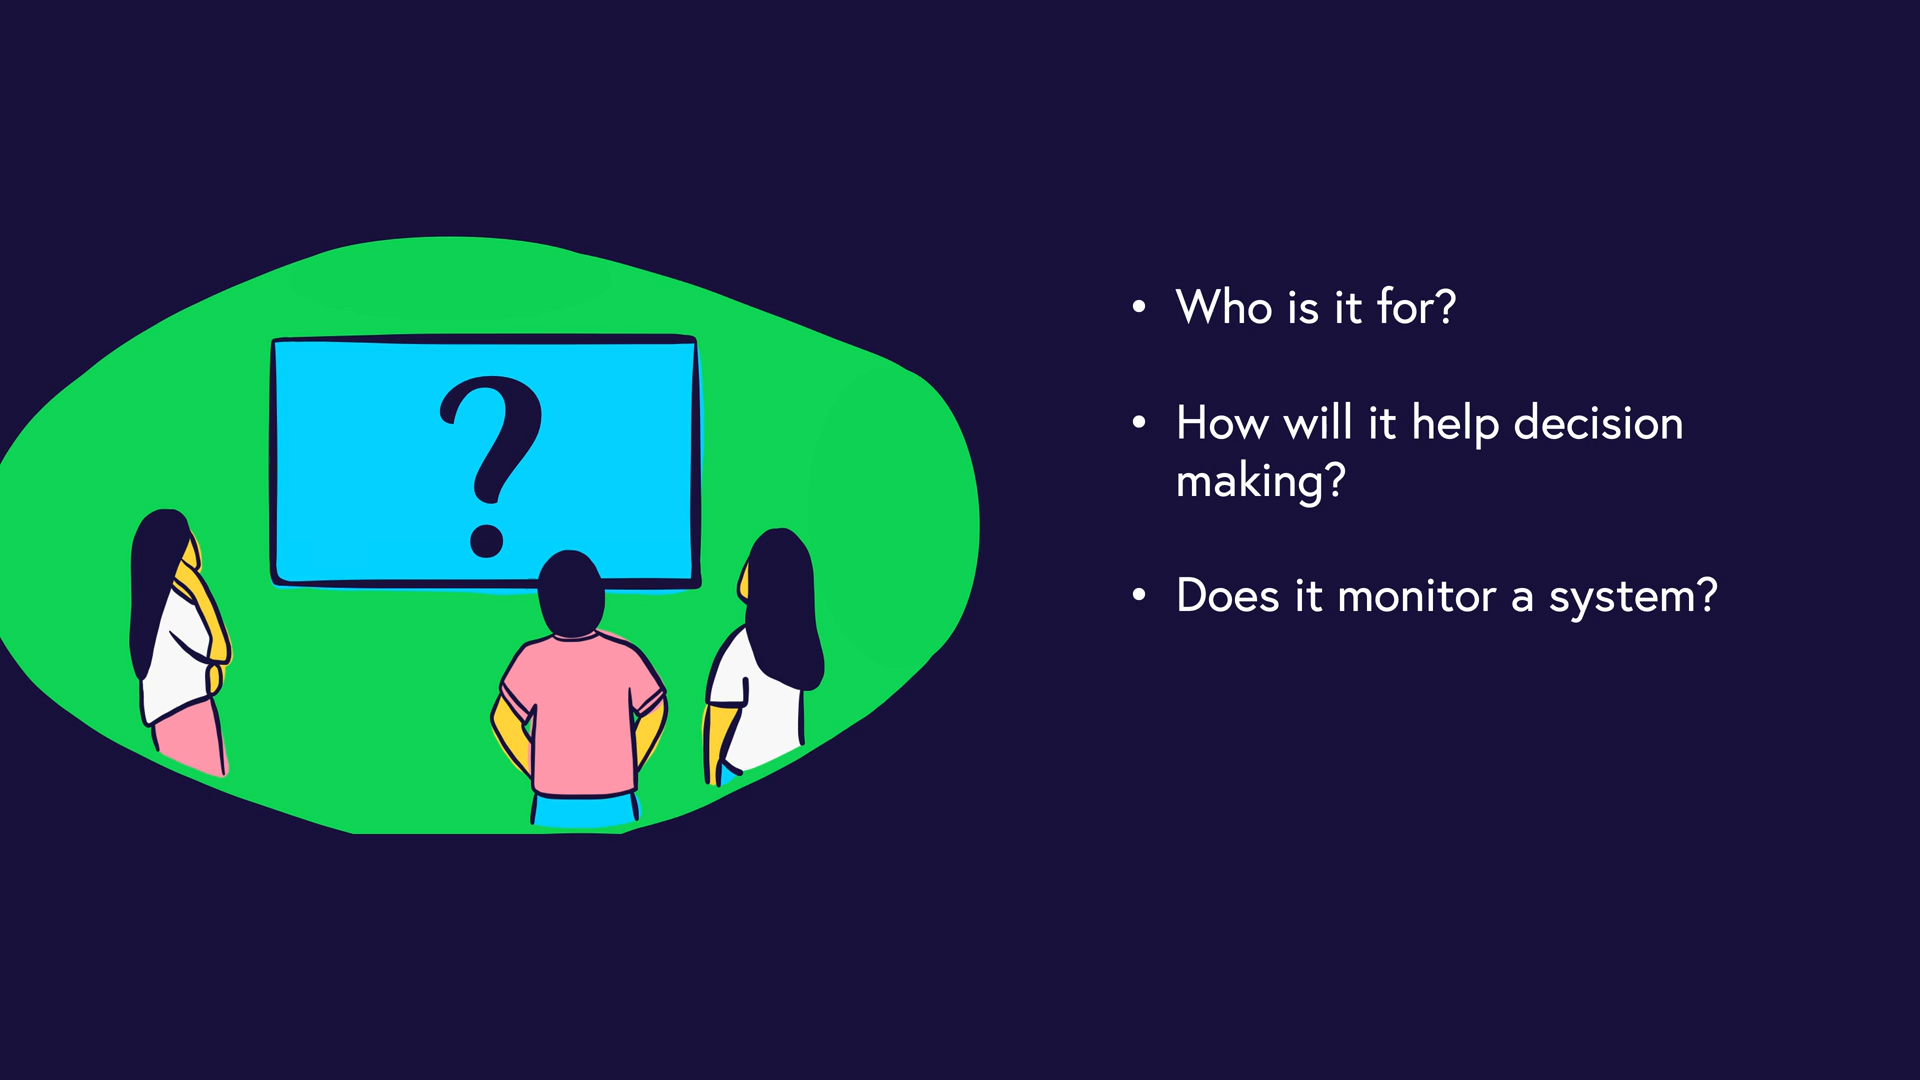 ?
• Who is it for?
• How will it help decision
making?
• Does it monitor a system?